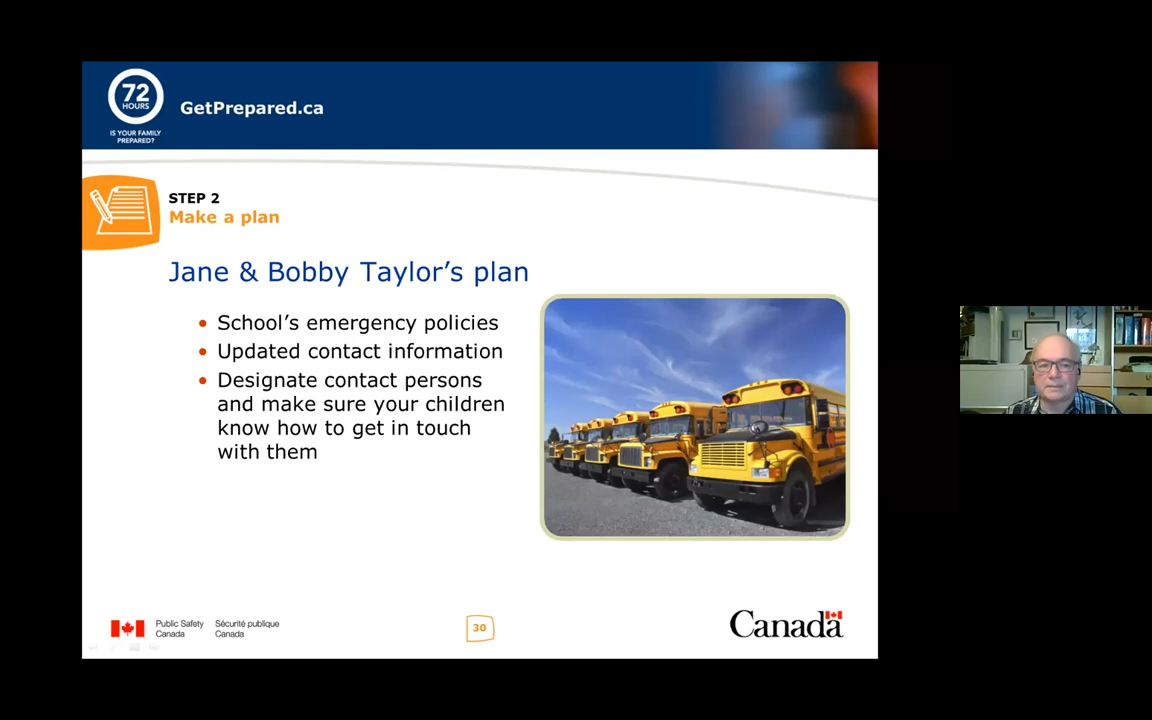 72
HOURS
IS YOUR FAMILY
PREPARED?
GetPrepared.ca
STEP 2
Make a plan
Jane & Bobby Taylor’s plan
• School’s emergency policies
• Updated contact information
• Designate contact persons
and make sure your children
know how to get in touch
with them
Public Safety
Canada
Sécurité publique
Canada
30
Canada